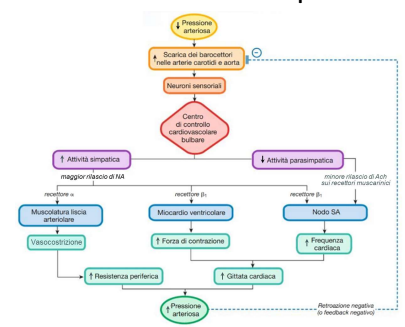 ↓ Pressione
arteriosa
↑ Scarica dei barocettori
nelle arterie carotidi e aorta
−
Neuroni sensoriali
Centro
di controllo
cardiovascolare
bulbare
↑ Attività simpatica
↓ Attività parasimpatica
maggior rilascio di NA
minore rilascio di Ach
sui recettori muscarinici
recettore α
recettore β₁
recettore β₁
Muscolatura liscia
arteriolare
Miocardio ventricolare
Nodo SA
Vasocostrizione
↑ Forza di contrazione
↑ Frequenza
cardiaca
↑ Resistenza periferica
↑ Gittata cardiaca
↑ Pressione
arteriosa
Retroazione negativa
(o feedback negativo)